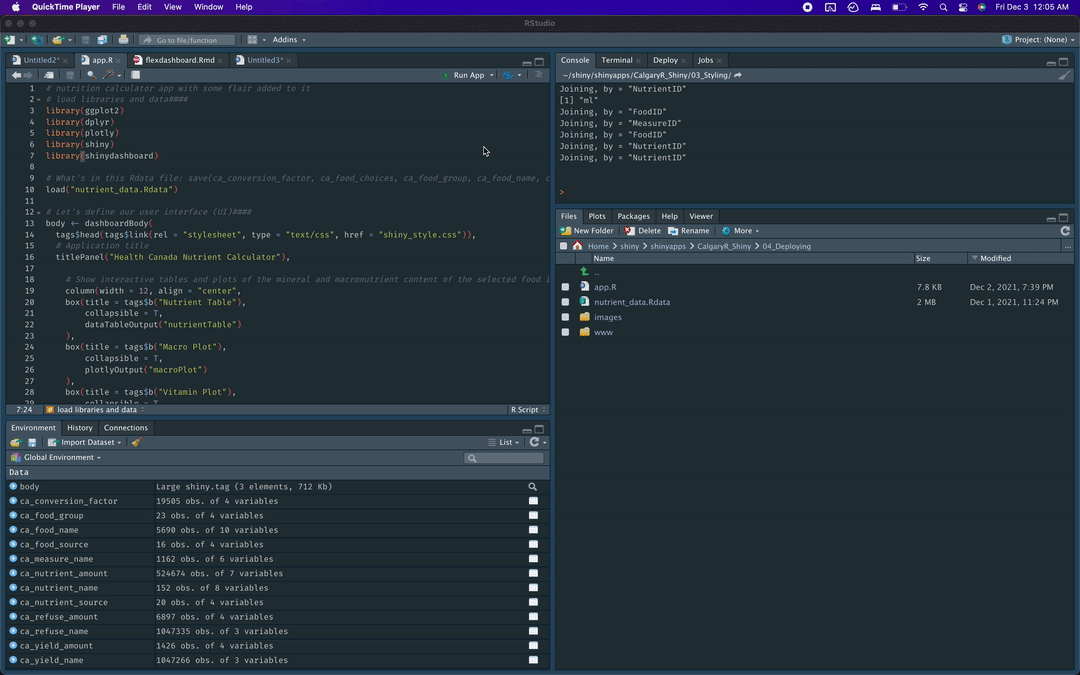 QuickTime Player File Edit View Window Help Fri Dec 3 12:05 AM
RStudio
Go to file/function Addins Project: (None)
Untitled2* app.R flexdashboard.Rmd Untitled3*
Run App
1 # nutrition calculator app with some flair added to it
2 # load libraries and data####
3 library(ggplot2)
4 library(dplyr)
5 library(plotly)
6 library(shiny)
7 library(shinydashboard)
8
9 # What's in this Rdata file: save(ca_conversion_factor, ca_food_choices, ca_food_group, ca_food_name, c
10 load("nutrient_data.Rdata")
11
12 # Let's define our user interface (UI)####
13 body <- dashboardBody(
14 tags$head(tags$link(rel = "stylesheet", type = "text/css", href = "shiny_style.css")),
15 # Application title
16 titlePanel("Health Canada Nutrient Calculator"),
17
18 # Show interactive tables and plots of the mineral and macronutrient content of the selected food
19 column(width = 12, align = "center",
20 box(title = tags$b("Nutrient Table"),
21 collapsible = T,
22 dataTableOutput("nutrientTable")
23 ),
24 box(title = tags$b("Macro Plot"),
25 collapsible = T,
26 plotlyOutput("macroPlot")
27 ),
28 box(title = tags$b("Vitamin Plot"),
29 collapsible = T
7:24 load libraries and data R Script
Environment History Connections
Import Dataset List
Global Environment
Data
body Large shiny.tag (3 elements, 712 Kb)
ca_conversion_factor 19505 obs. of 4 variables
ca_food_group 23 obs. of 4 variables
ca_food_name 5690 obs. of 10 variables
ca_food_source 16 obs. of 4 variables
ca_measure_name 1162 obs. of 6 variables
ca_nutrient_amount 524674 obs. of 7 variables
ca_nutrient_name 152 obs. of 8 variables
ca_nutrient_source 20 obs. of 4 variables
ca_refuse_amount 6897 obs. of 4 variables
ca_refuse_name 1047335 obs. of 3 variables
ca_yield_amount 1426 obs. of 4 variables
ca_yield_name 1047266 obs. of 3 variables
Console Terminal Deploy Jobs
~/shiny/shinyapps/CalgaryR_Shiny/03_Styling/
Joining, by = "NutrientID"
[1] "ml"
Joining, by = "FoodID"
Joining, by = "MeasureID"
Joining, by = "FoodID"
Joining, by = "NutrientID"
Joining, by = "NutrientID"
>
Files Plots Packages Help Viewer
New Folder Delete Rename More
Home > shiny > shinyapps > CalgaryR_Shiny > 04_Deploying ...
Name Size Modified
..
app.R 7.8 KB Dec 2, 2021, 7:39 PM
nutrient_data.Rdata 2 MB Dec 1, 2021, 11:24 PM
images
www